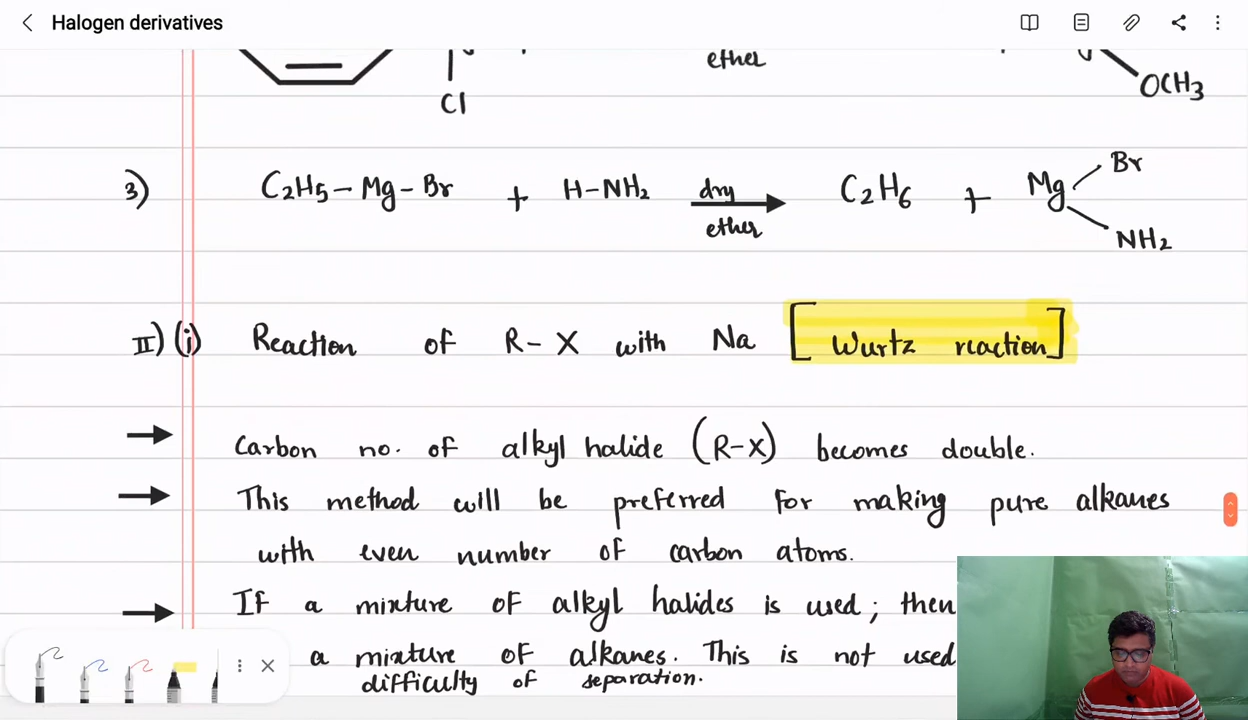 Halogen derivatives
ether
Cl
OCH3
3) C2H5 - Mg - Br + H-NH2 dry ether C2H6 + Mg Br NH2
II) (i) Reaction of R - X with Na [Wurtz reaction]
Carbon no. of alkyl halide (R-X) becomes double.
This method will be preferred for making pure alkanes
with even number of carbon atoms.
If a mixture of alkyl halides is used; then
a mixture of alkanes. This is not used
difficulty of separation.